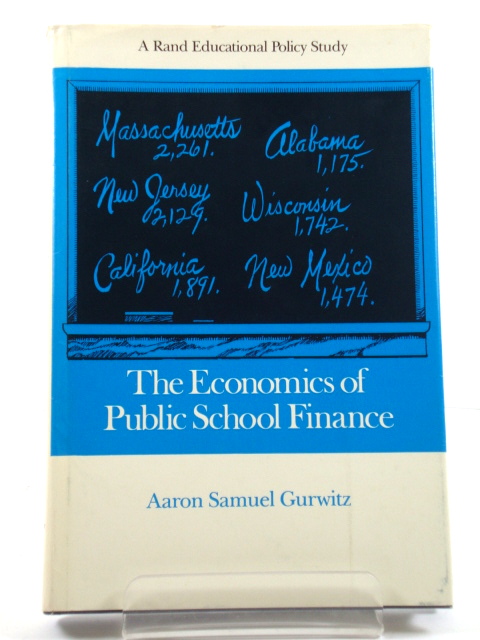 A Rand Educational Policy Study
Massachusetts
2,261.
Alabama
1,175.
New Jersey
2,129.
Wisconsin
1,742.
California
1,891.
New Mexico
1,474.
The Economics of
Public School Finance
Aaron Samuel Gurwitz